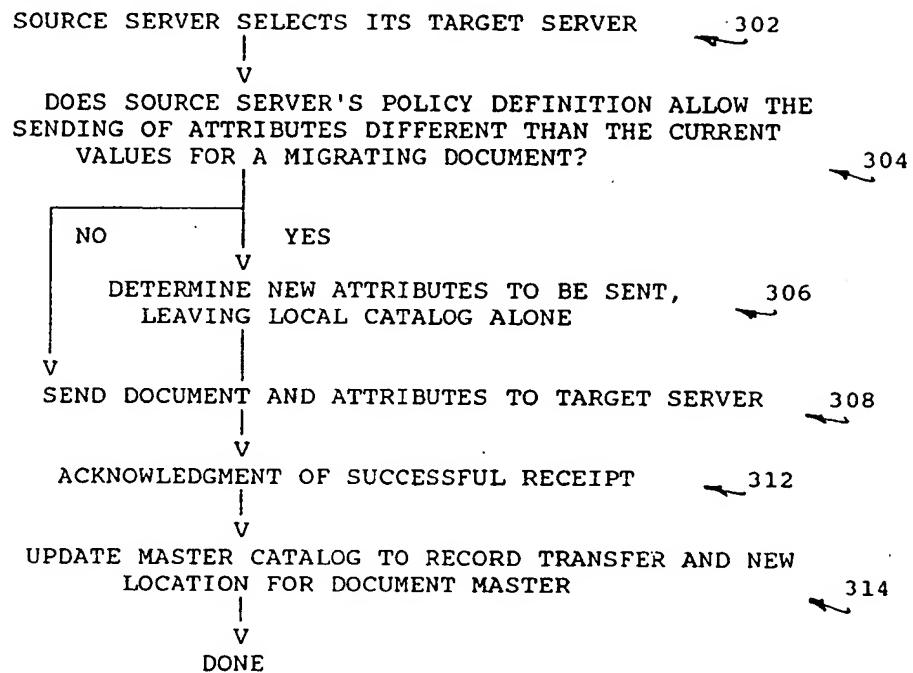 SOURCE SERVER SELECTS ITS TARGET SERVER 302
V
DOES SOURCE SERVER'S POLICY DEFINITION ALLOW THE
SENDING OF ATTRIBUTES DIFFERENT THAN THE CURRENT
VALUES FOR A MIGRATING DOCUMENT?
304
NO YES
V
DETERMINE NEW ATTRIBUTES TO BE SENT, 306
LEAVING LOCAL CATALOG ALONE
V
SEND DOCUMENT AND ATTRIBUTES TO TARGET SERVER 308
V
ACKNOWLEDGMENT OF SUCCESSFUL RECEIPT 312
V
UPDATE MASTER CATALOG TO RECORD TRANSFER AND NEW
LOCATION FOR DOCUMENT MASTER 314
V
DONE